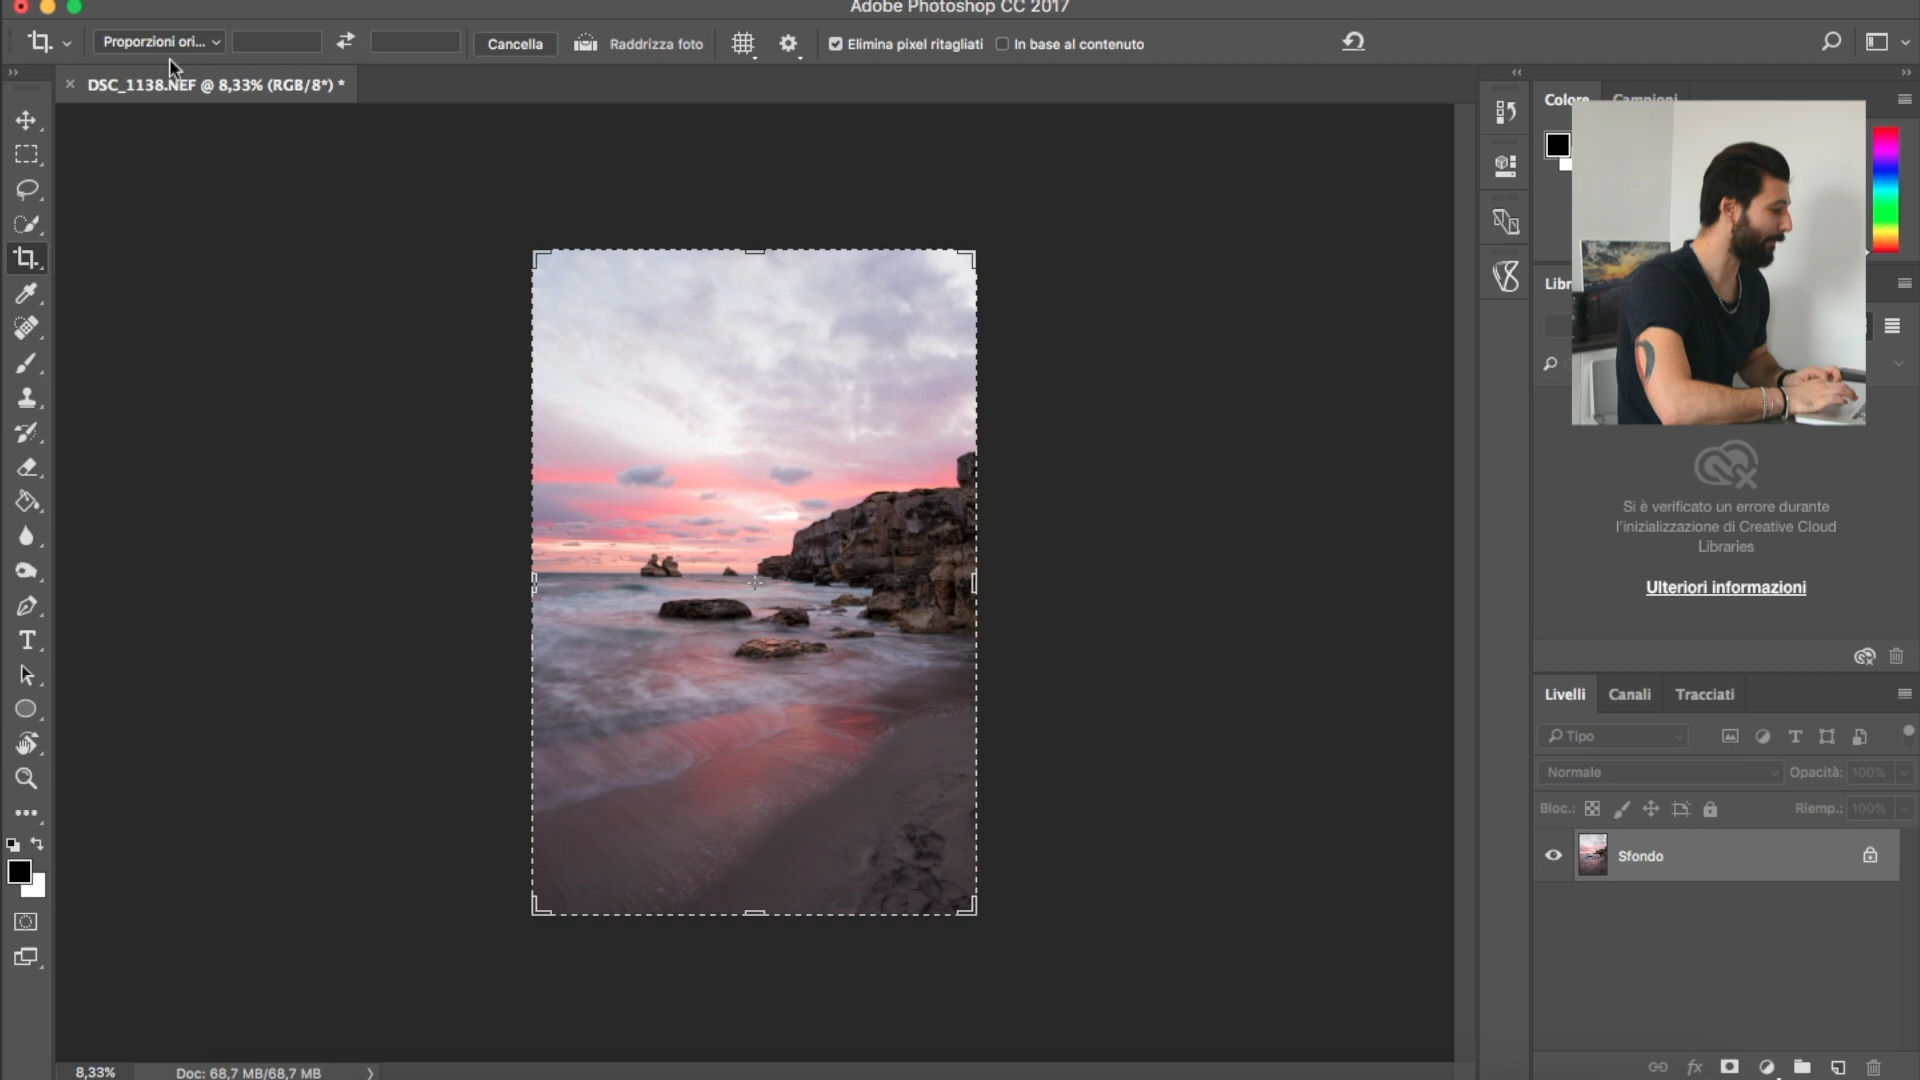 Adobe Photoshop CC 2017
Proporzioni ori...
Cancella
Raddrizza foto
Elimina pixel ritagliati
In base al contenuto
DSC_1138.NEF @ 8,33% (RGB/8*) *
Colore
Campioni
Libr
Si è verificato un errore durante
l'inizializzazione di Creative Cloud
Libraries
Ulteriori informazioni
Livelli
Canali
Tracciati
Tipo
Normale
Opacità: 100%
Bloc.:
Riemp.: 100%
Sfondo
8,33%
Doc: 68,7 MB/68,7 MB